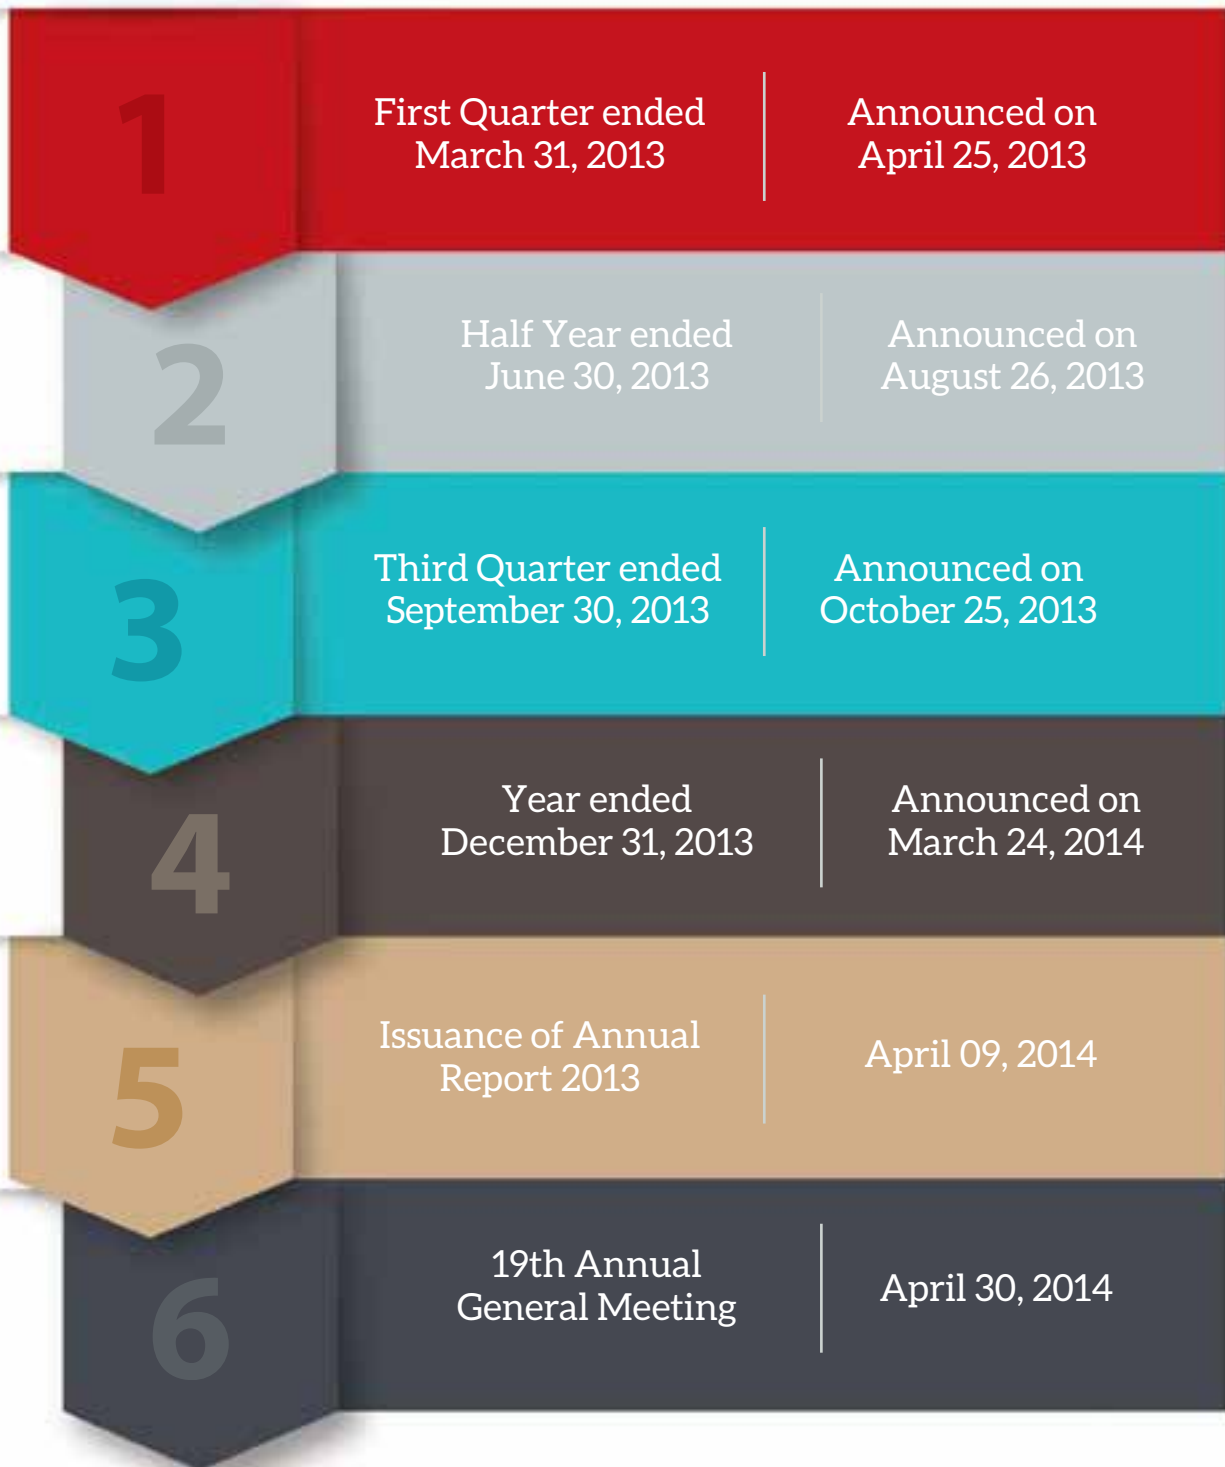 1
First Quarter ended
March 31, 2013
Announced on
April 25, 2013
2
Half Year ended
June 30, 2013
Announced on
August 26, 2013
3
Third Quarter ended
September 30, 2013
Announced on
October 25, 2013
4
Year ended
December 31, 2013
Announced on
March 24, 2014
5
Issuance of Annual
Report 2013
April 09, 2014
6
19th Annual
General Meeting
April 30, 2014